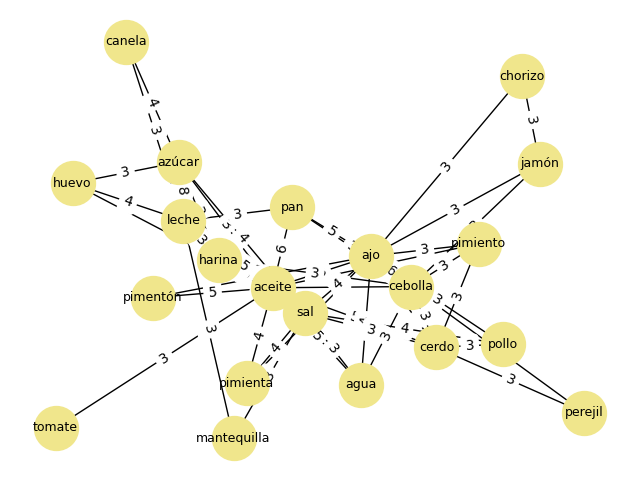 canela
chorizo
4
3
3
azúcar
jamón
huevo
3
3
3
4
8
pan
leche
3
5
4
pimiento
ajo
3
9
3
3
harina
5
3
6
cebolla
aceite
4
pimentón
5
3
3
sal
3
3
4
3
4
4
5
3
3
cerdo
3
pollo
3
3
pimienta
agua
3
perejil
tomate
mantequilla